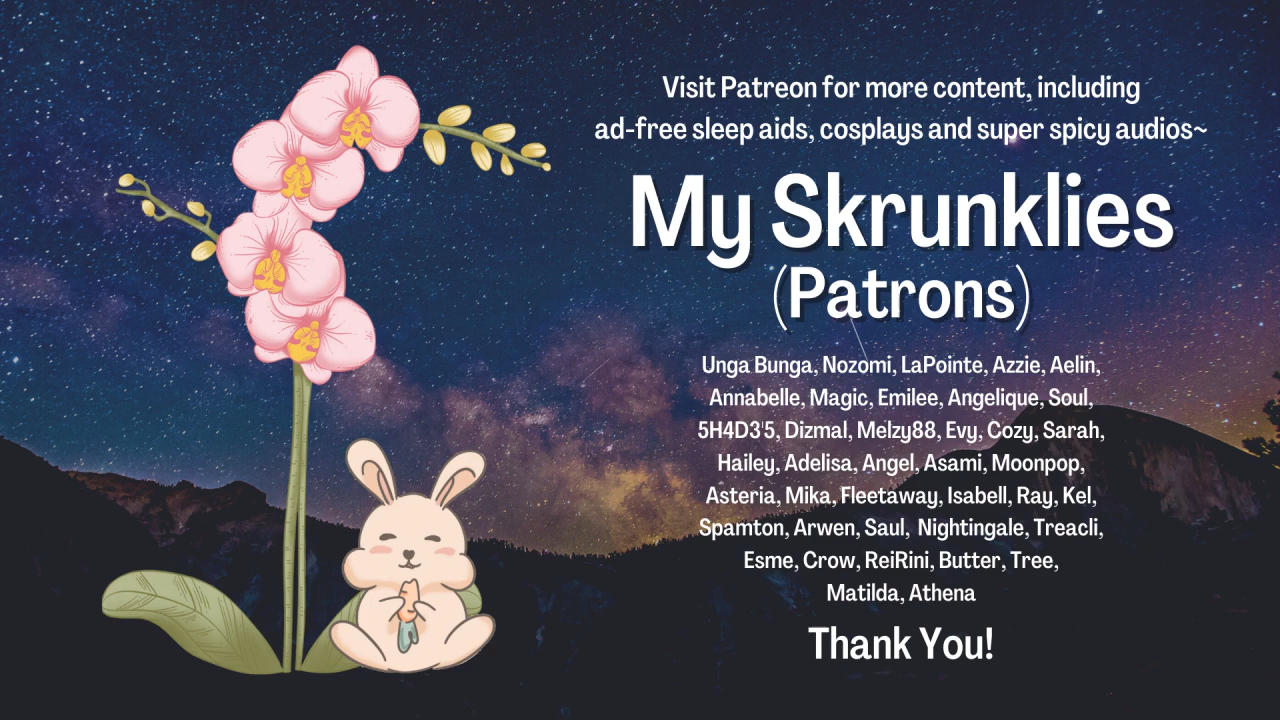 Visit Patreon for more content, including
ad-free sleep aids, cosplays and super spicy audios~
My Skrunklies
(Patrons)
Unga Bunga, Nozomi, LaPointe, Azzie, Aelin,
Annabelle, Magic, Emilee, Angelique, Soul,
5H4D3'5, Dizmal, Melzy88, Evy, Cozy, Sarah,
Hailey, Adelisa, Angel, Asami, Moonpop,
Asteria, Mika, Fleetaway, Isabell, Ray, Kel,
Spamton, Arwen, Saul, Nightingale, Treacli,
Esme, Crow, ReiRini, Butter, Tree,
Matilda, Athena
Thank You!